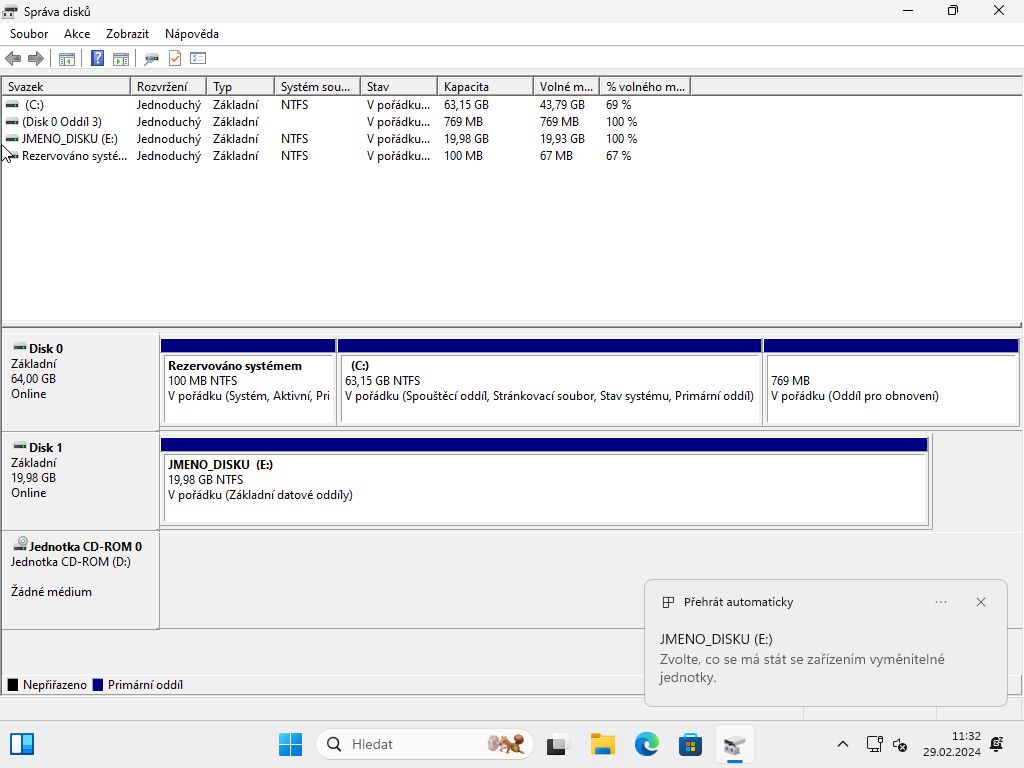 Správa disků
Soubor Akce Zobrazit Nápověda
Svazek Rozvržení Typ Systém sou... Stav Kapacita Volné m... % volného m...
(C:) Jednoduchý Základní NTFS V pořádku... 63,15 GB 43,79 GB 69 %
(Disk 0 Oddíl 3) Jednoduchý Základní V pořádku... 769 MB 769 MB 100 %
JMENO_DISKU (E:) Jednoduchý Základní NTFS V pořádku... 19,98 GB 19,93 GB 100 %
Rezervováno systé... Jednoduchý Základní NTFS V pořádku... 100 MB 67 MB 67 %
Disk 0
Základní
64,00 GB
Online
Rezervováno systémem
100 MB NTFS
V pořádku (Systém, Aktivní, Pri
(C:)
63,15 GB NTFS
V pořádku (Spouštěcí oddíl, Stránkovací soubor, Stav systému, Primární oddíl)
769 MB
V pořádku (Oddíl pro obnovení)
Disk 1
Základní
19,98 GB
Online
JMENO_DISKU (E:)
19,98 GB NTFS
V pořádku (Základní datové oddíly)
Jednotka CD-ROM 0
Jednotka CD-ROM (D:)
Žádné médium
Přehrát automaticky
JMENO_DISKU (E:)
Zvolte, co se má stát se zařízením vyměnitelné
jednotky.
Nepřiřazeno Primární oddíl
Hledat
11:32
29.02.2024